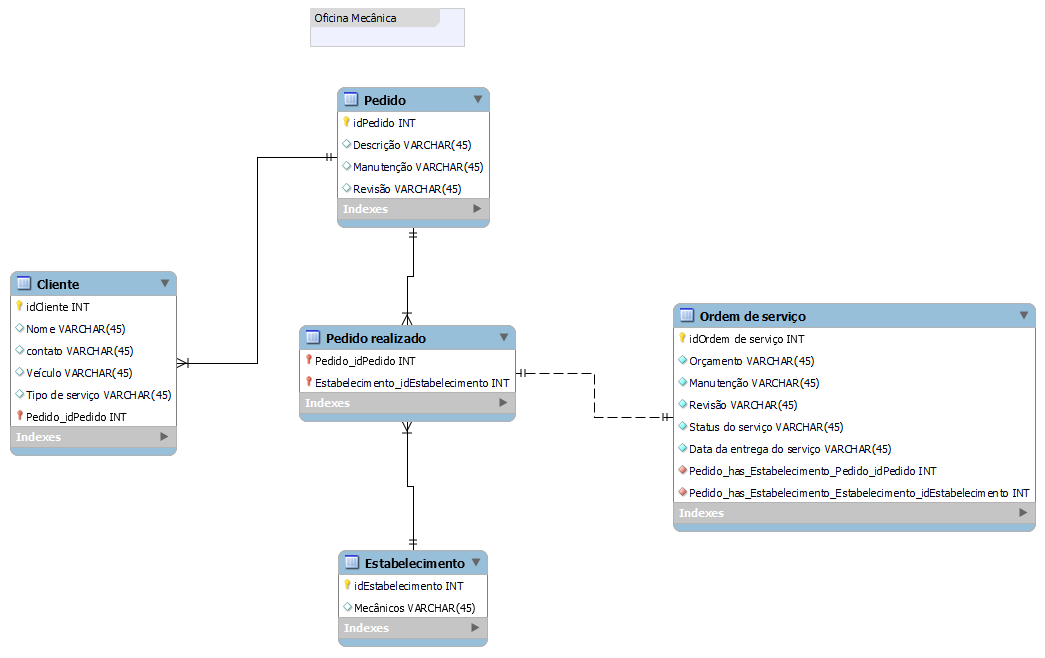 Oficina Mecânica
Pedido
idPedido INT
Descrição VARCHAR(45)
Manutenção VARCHAR(45)
Revisão VARCHAR(45)
Indexes
Cliente
idCliente INT
Nome VARCHAR(45)
contato VARCHAR(45)
Veículo VARCHAR(45)
Tipo de serviço VARCHAR(45)
Pedido_idPedido INT
Indexes
Pedido realizado
Pedido_idPedido INT
Estabelecimento_idEstabelecimento INT
Indexes
Ordem de serviço
idOrdem de serviço INT
Orçamento VARCHAR(45)
Manutenção VARCHAR(45)
Revisão VARCHAR(45)
Status do serviço VARCHAR(45)
Data da entrega do serviço VARCHAR(45)
Pedido_has_Estabelecimento_Pedido_idPedido INT
Pedido_has_Estabelecimento_Estabelecimento_idEstabelecimento INT
Indexes
Estabelecimento
idEstabelecimento INT
Mecânicos VARCHAR(45)
Indexes